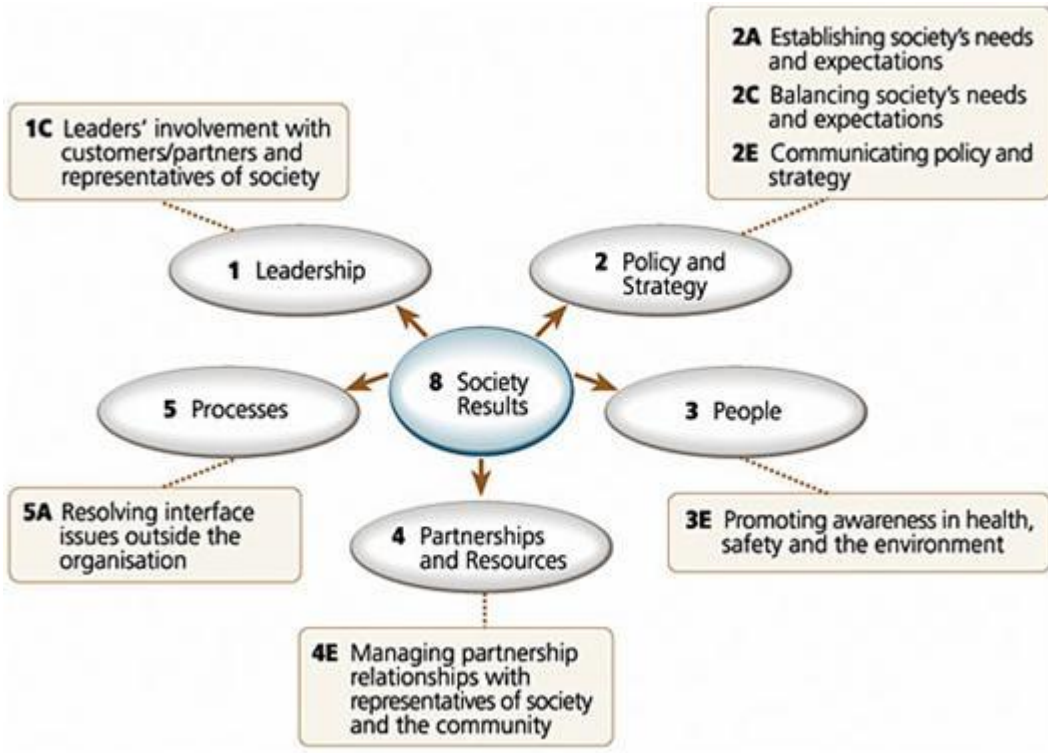 2A Establishing society's needs
and expectations
2C Balancing society's needs
and expectations
2E Communicating policy and
strategy
1C Leaders' involvement with
customers/partners and
representatives of society
1 Leadership
2 Policy and
Strategy
8 Society
Results
5 Processes
3 People
5A Resolving interface
issues outside the
organisation
4 Partnerships
and Resources
3E Promoting awareness in health,
safety and the environment
4E Managing partnership
relationships with
representatives of society
and the community